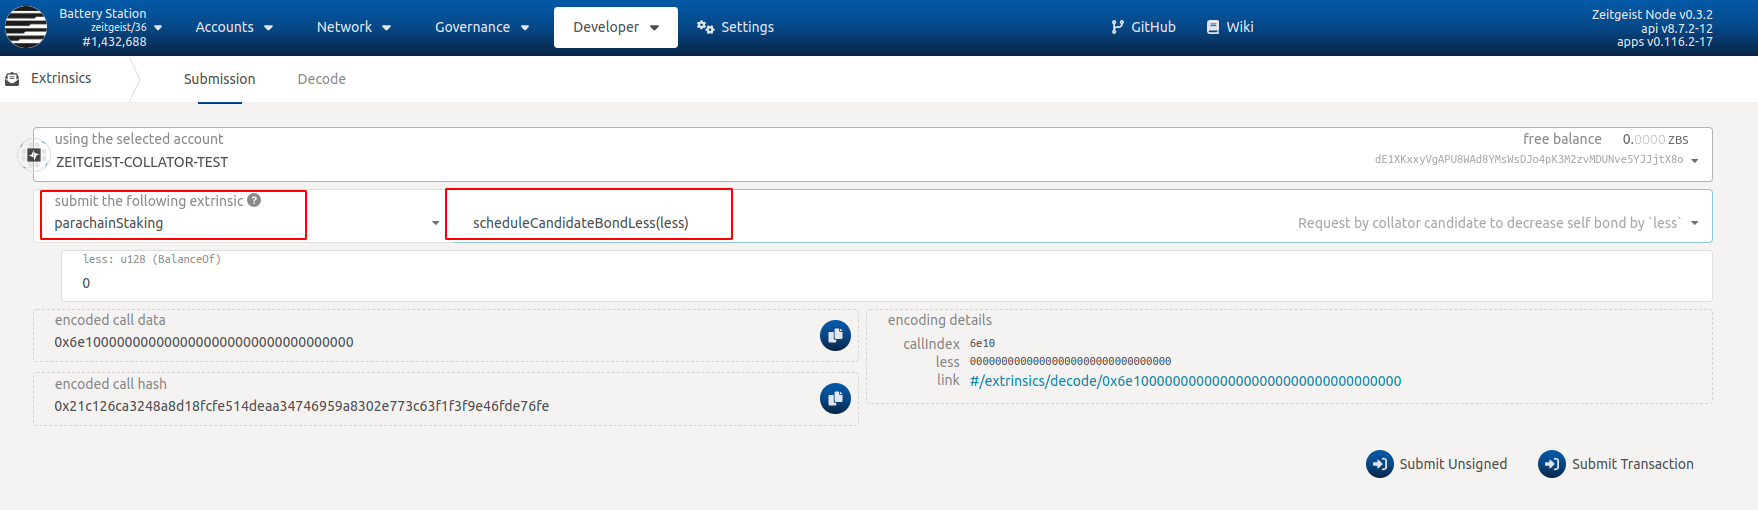 Battery Station
zeitgeist/36
#1,432,688
Accounts
Network
Governance
Developer
Settings
GitHub
Wiki
Zeitgeist Node v0.3.2
api v8.7.2-12
apps v0.116.2-17
Extrinsics
Submission
Decode
using the selected account
ZEITGEIST-COLLATOR-TEST
free balance 0.0000 ZBS
dE1XKxxyVgAPU8WAd8YMsWsDJo4pK3M2zvMDUNve5YJJjtX8o
submit the following extrinsic ?
parachainStaking
scheduleCandidateBondLess(less)
Request by collator candidate to decrease self bond by `less`
less: u128 (BalanceOf)
0
encoded call data
0x6e1000000000000000000000000000000000
encoding details
callIndex 6e10
less 00000000000000000000000000000000
link #/extrinsics/decode/0x6e1000000000000000000000000000000000
encoded call hash
0x21c126ca3248a8d18fcfe514deaa34746959a8302e773c63f1f3f9e46fde76fe
Submit Unsigned
Submit Transaction